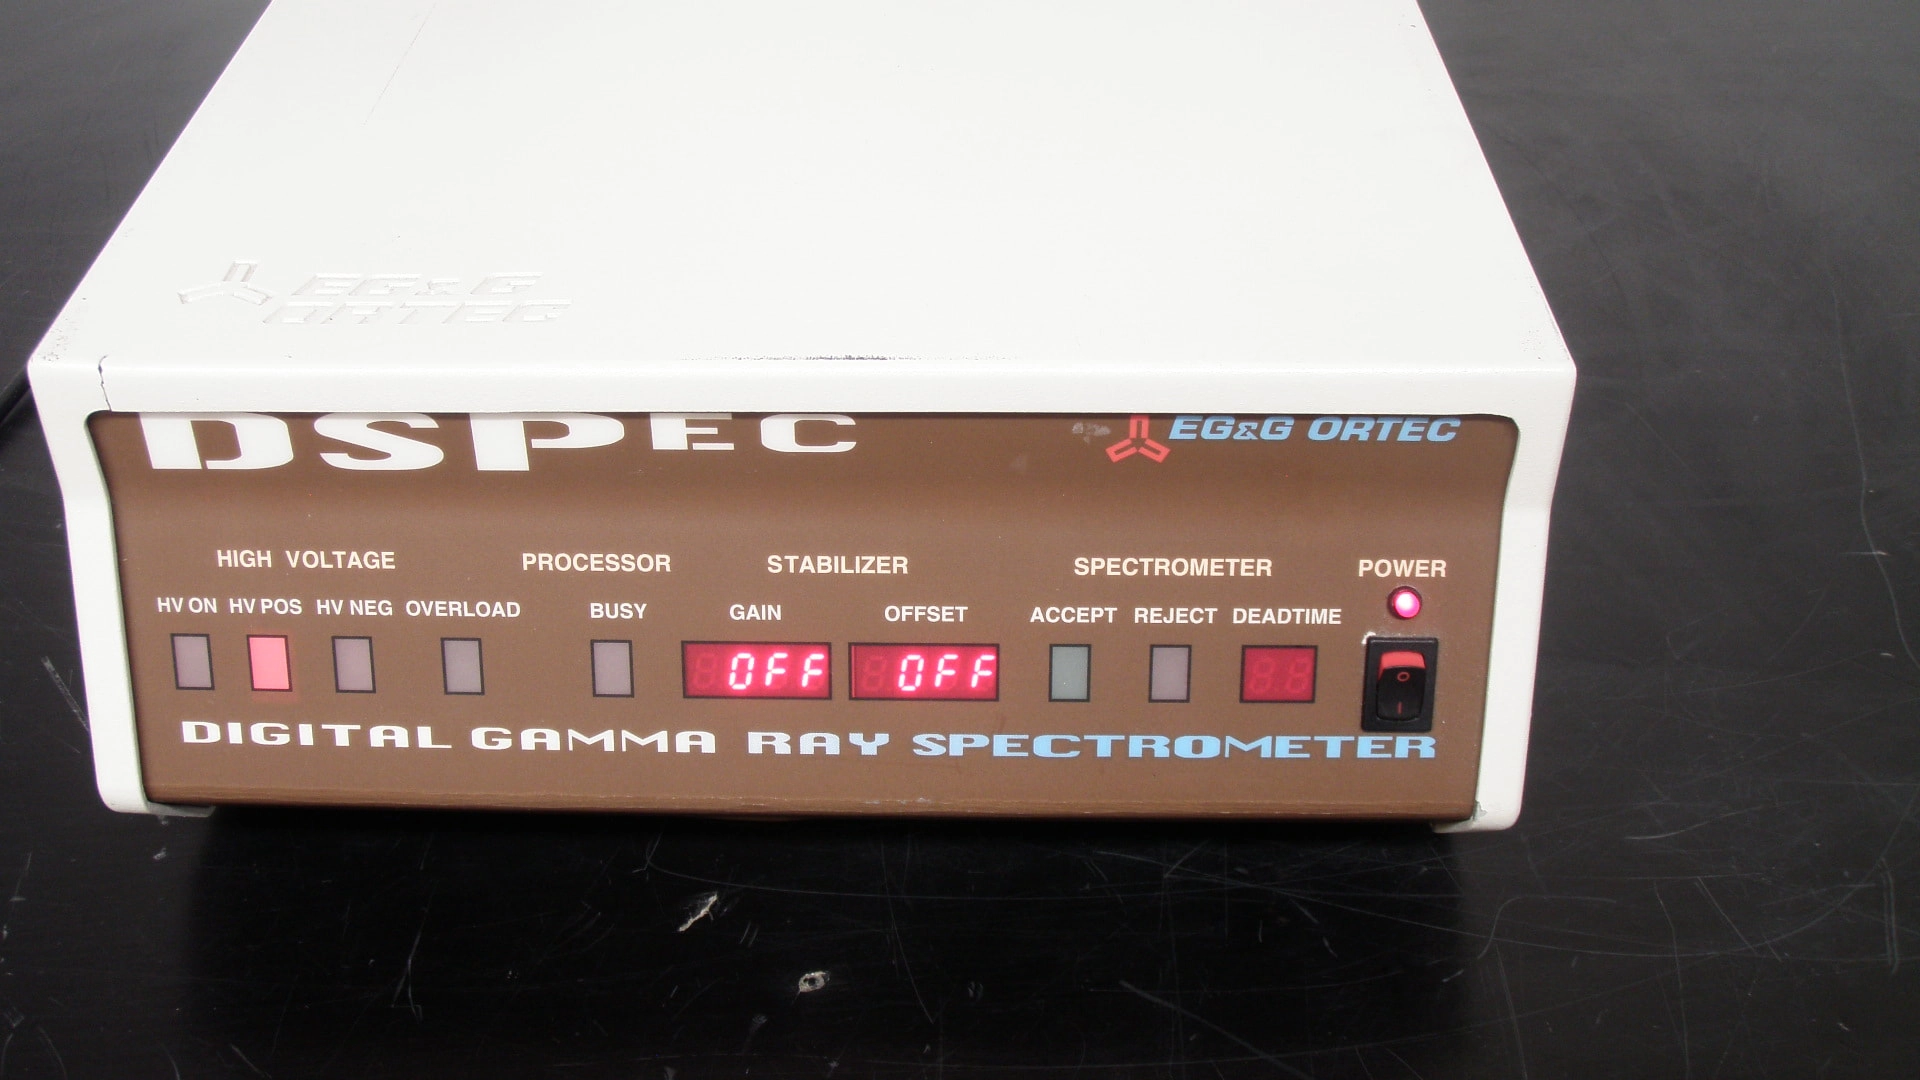 EG&G
ORTEC
DSPEC
EG&G ORTEC
HIGH VOLTAGE PROCESSOR STABILIZER SPECTROMETER POWER
HV ON HV POS HV NEG OVERLOAD BUSY GAIN OFFSET ACCEPT REJECT DEADTIME
OFF OFF
O
I
DIGITAL GAMMA RAY SPECTROMETER